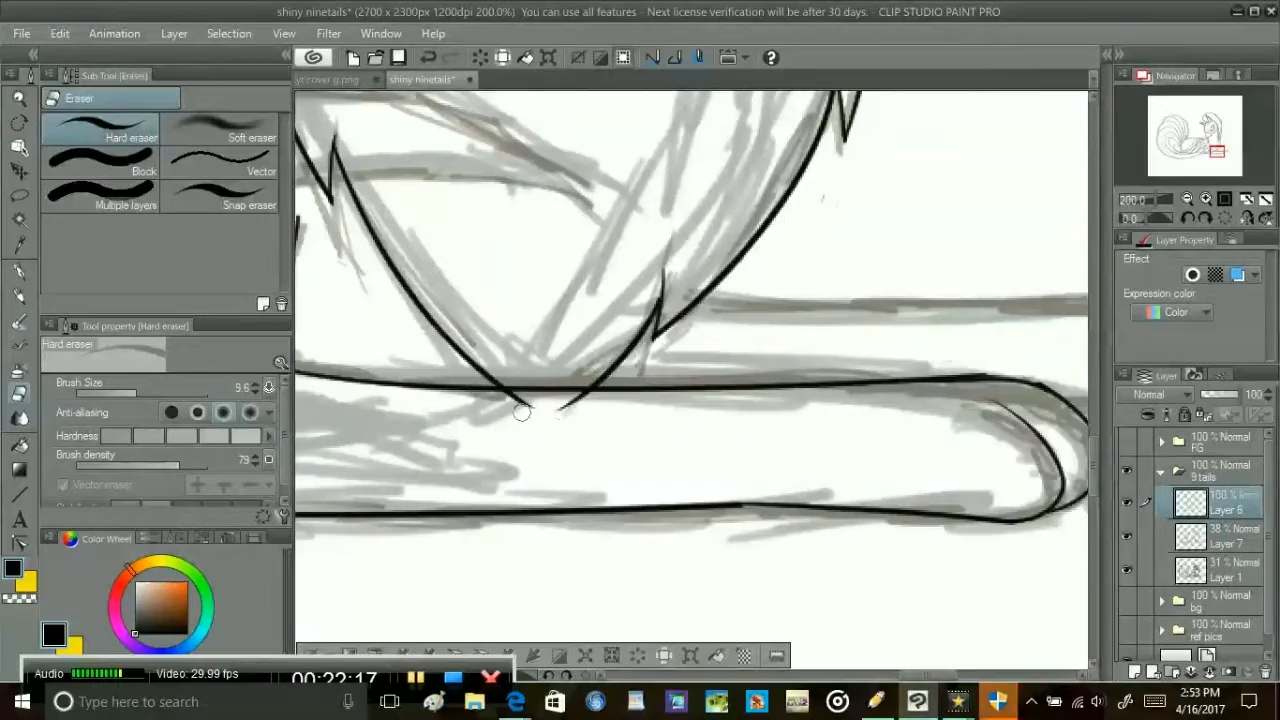 shiny ninetails* (2700 x 2300px 1200dpi 200.0%) You can use all features - Next license verification will be after 30 days. - CLIP STUDIO PAINT PRO
File Edit Animation Layer Selection View Filter Window Help
Sub Tool [Eraser]
yt cover g.png
shiny ninetails*
Navigator
Eraser
Hard eraser
Soft eraser
Block
Vector
Multiple layers
Snap eraser
200.0
0.0
Layer Property
Effect
Expression color
Color
Tool property [Hard eraser]
Hard eraser
Brush Size 9.6
Anti-aliasing
Hardness
Brush density 79
Vector eraser
Layer
Normal 100
100 % Normal
FG
100 % Normal
9 tails
Layer 6
38 % Normal
Layer 7
31 % Normal
Layer 1
100 % Normal
bg
100 % Normal
ref pics
Color Wheel
A
Audio Video: 29.99 fps 00:22:17
Type here to search
2:53 PM
4/16/2017